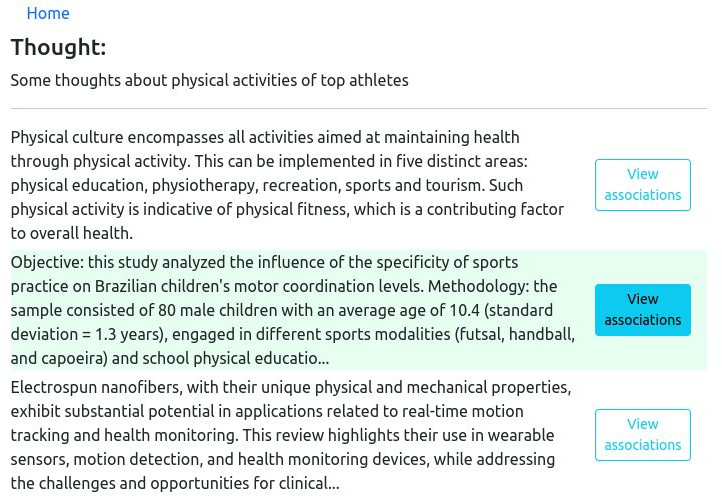 Home
Thought:
Some thoughts about physical activities of top athletes
Physical culture encompasses all activities aimed at maintaining health
through physical activity. This can be implemented in five distinct areas:
physical education, physiotherapy, recreation, sports and tourism. Such
physical activity is indicative of physical fitness, which is a contributing factor
to overall health.
View
associations
Objective: this study analyzed the influence of the specificity of sports
practice on Brazilian children's motor coordination levels. Methodology: the
sample consisted of 80 male children with an average age of 10.4 (standard
deviation = 1.3 years), engaged in different sports modalities (futsal, handball,
and capoeira) and school physical educatio...
View
associations
Electrospun nanofibers, with their unique physical and mechanical properties,
exhibit substantial potential in applications related to real-time motion
tracking and health monitoring. This review highlights their use in wearable
sensors, motion detection, and health monitoring devices, while addressing
the challenges and opportunities for clinical...
View
associations